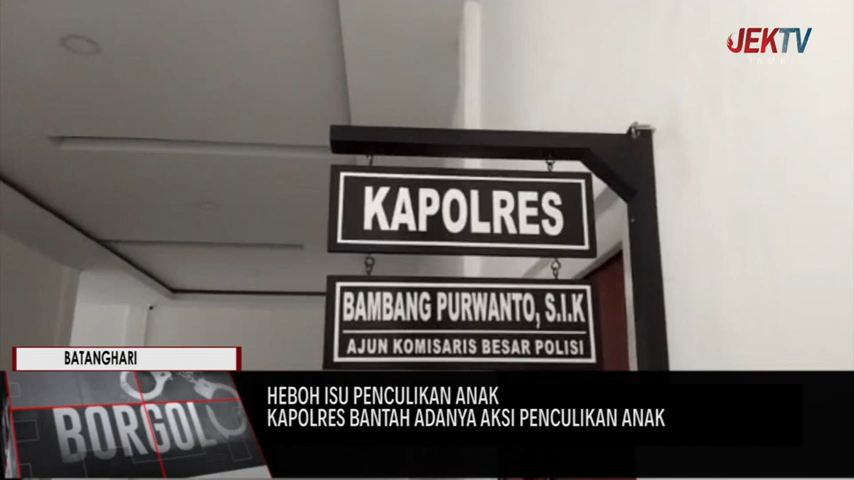 JEKTV
JAMBI
KAPOLRES
BAMBANG PURWANTO, S.I.K
AJUN KOMISARIS BESAR POLISI
BATANGHARI
BORGOL
HEBOH ISU PENCULIKAN ANAK
KAPOLRES BANTAH ADANYA AKSI PENCULIKAN ANAK